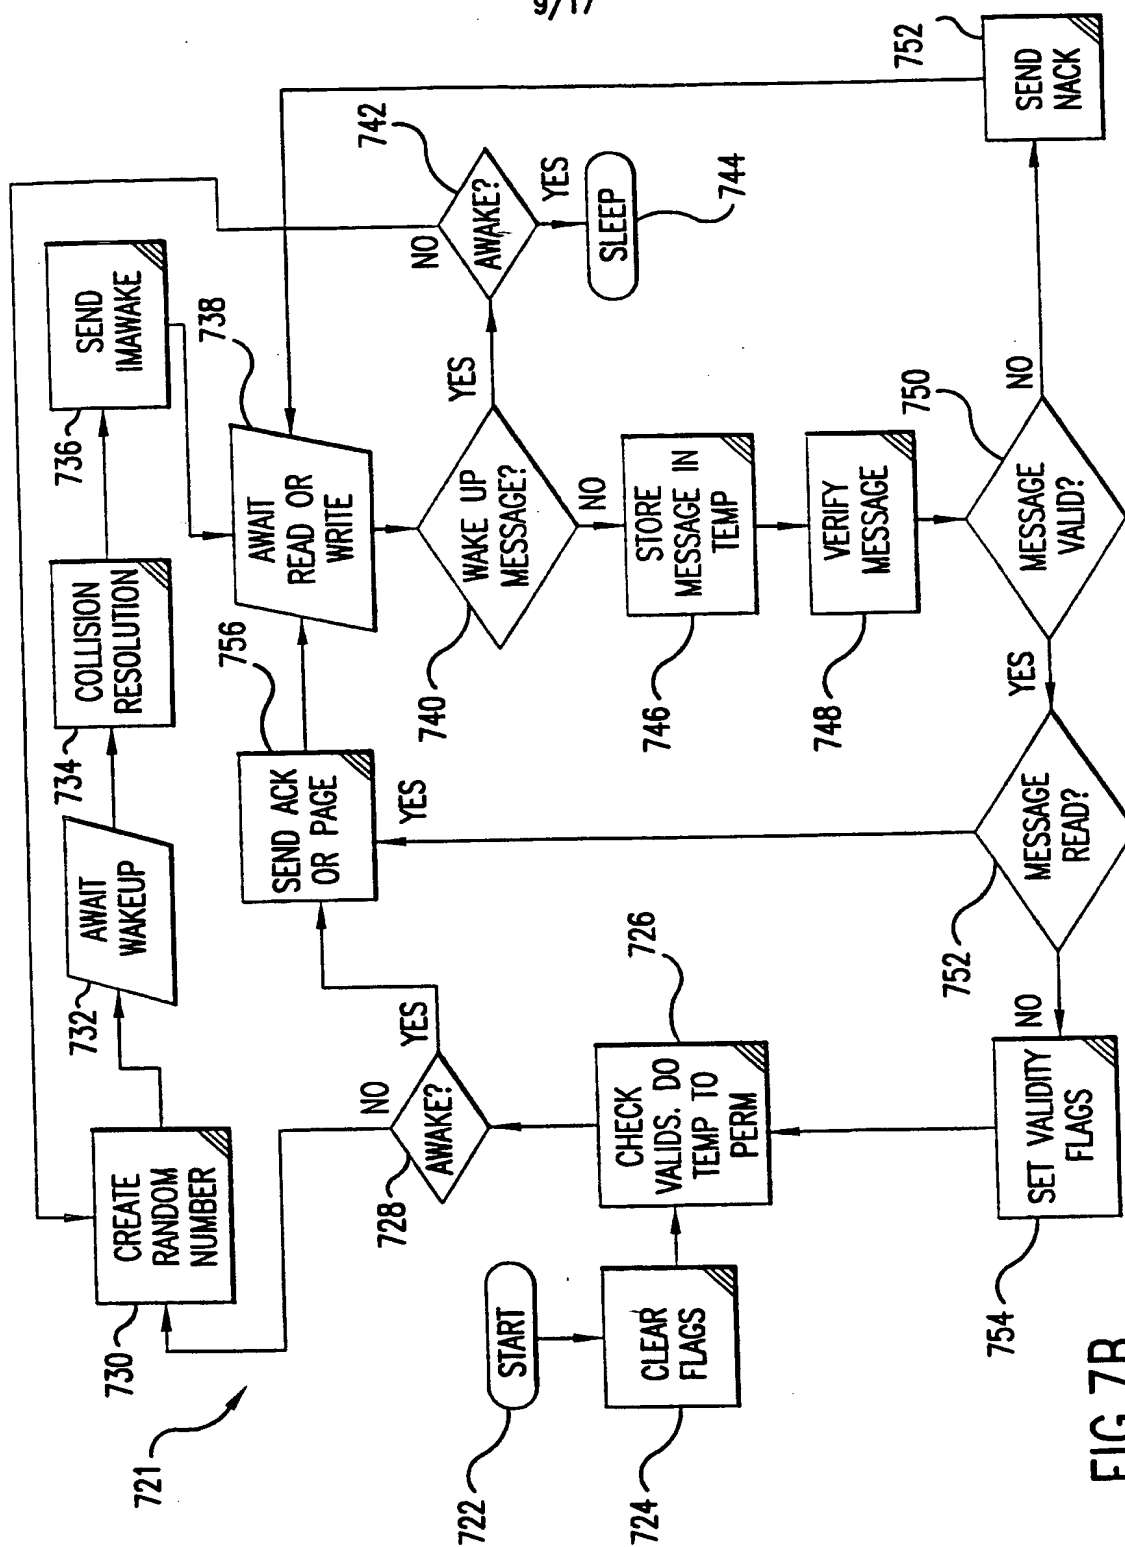 9/17
721
730
CREATE
RANDOM
NUMBER
732
AWAIT
WAKEUP
734
COLLISION
RESOLUTION
736
SEND
IMAWAKE
722
START
724
CLEAR
FLAGS
726
CHECK
VALIDS. DO
TEMP TO
PERM
728
AWAKE?
NO
YES
756
SEND ACK
OR PAGE
YES
738
AWAIT
READ OR
WRITE
740
WAKE UP
MESSAGE?
YES
NO
742
AWAKE?
NO
YES
744
SLEEP
746
STORE
MESSAGE IN
TEMP
748
VERIFY
MESSAGE
750
MESSAGE
VALID?
NO
YES
752
SEND
NACK
752
MESSAGE
READ?
NO
754
SET VALIDITY
FLAGS
FIG.7B